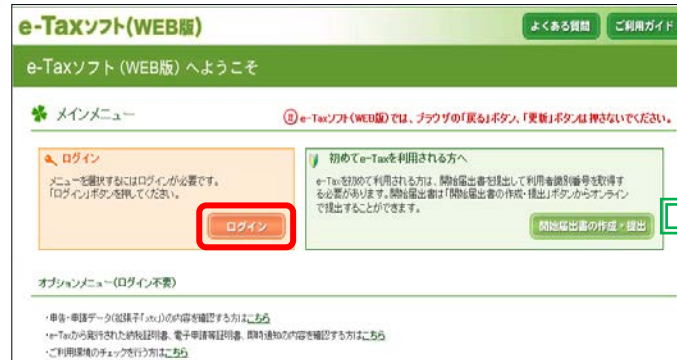 e-Taxソフト(WEB版)
よくある質問
ご利用ガイド
e-Taxソフト(WEB版)へようこそ
メインメニュー
注 e-Taxソフト(WEB版)では、ブラウザの「戻る」ボタン、「更新」ボタンは押さないでください。
ログイン
メニューを選択するにはログインが必要です。
「ログイン」ボタンを押してください。
ログイン
初めてe-Taxを利用される方へ
e-Taxを初めて利用される方は、開始届出書を提出して利用者識別番号を取得す
る必要があります。開始届出書は「開始届出書の作成・提出」ボタンからオンライン
で提出することができます。
開始届出書の作成・提出
オプションメニュー(ログイン不要)
・申告・申請データ(拡張子「.xtx」)の内容を確認する方はこちら
・e-Taxから発行された納税証明書、電子申請等証明書、即時通知の内容を確認する方はこちら
・ご利用環境のチェックを行う方はこちら